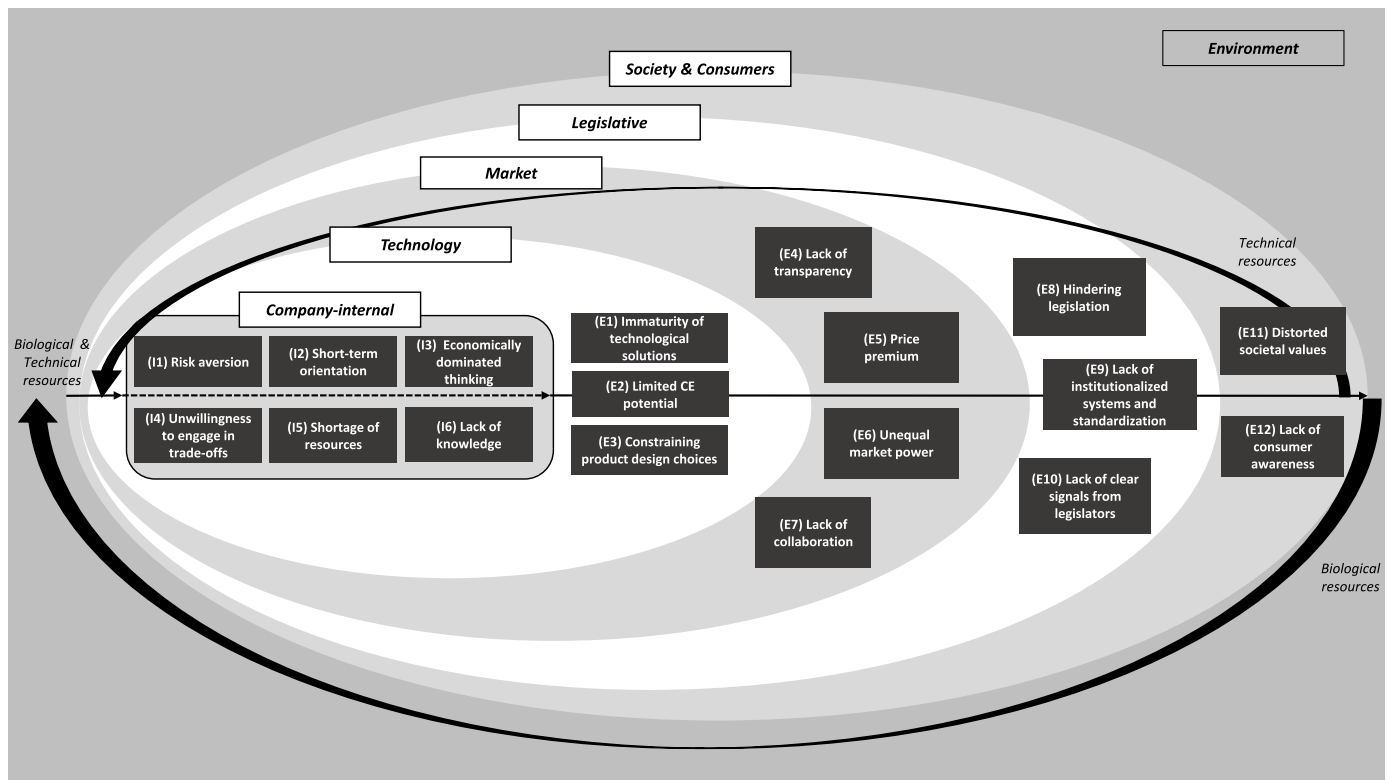 Environment
Society & Consumers
Legislative
Market
Technology
Company-internal
Biological &
Technical
resources
(I1) Risk aversion
(I2) Short-term
orientation
(I3) Economically
dominated
thinking
(I4) Unwillingness
to engage in
trade-offs
(I5) Shortage of
resources
(I6) Lack of
knowledge
(E1) Immaturity of
technological
solutions
(E2) Limited CE
potential
(E3) Constraining
product design choices
(E4) Lack of
transparency
(E5) Price
premium
(E6) Unequal
market power
(E7) Lack of
collaboration
(E8) Hindering
legislation
(E9) Lack of
institutionalized
systems and
standardization
(E10) Lack of clear
signals from
legislators
Technical
resources
(E11) Distorted
societal values
(E12) Lack of
consumer
awareness
Biological
resources